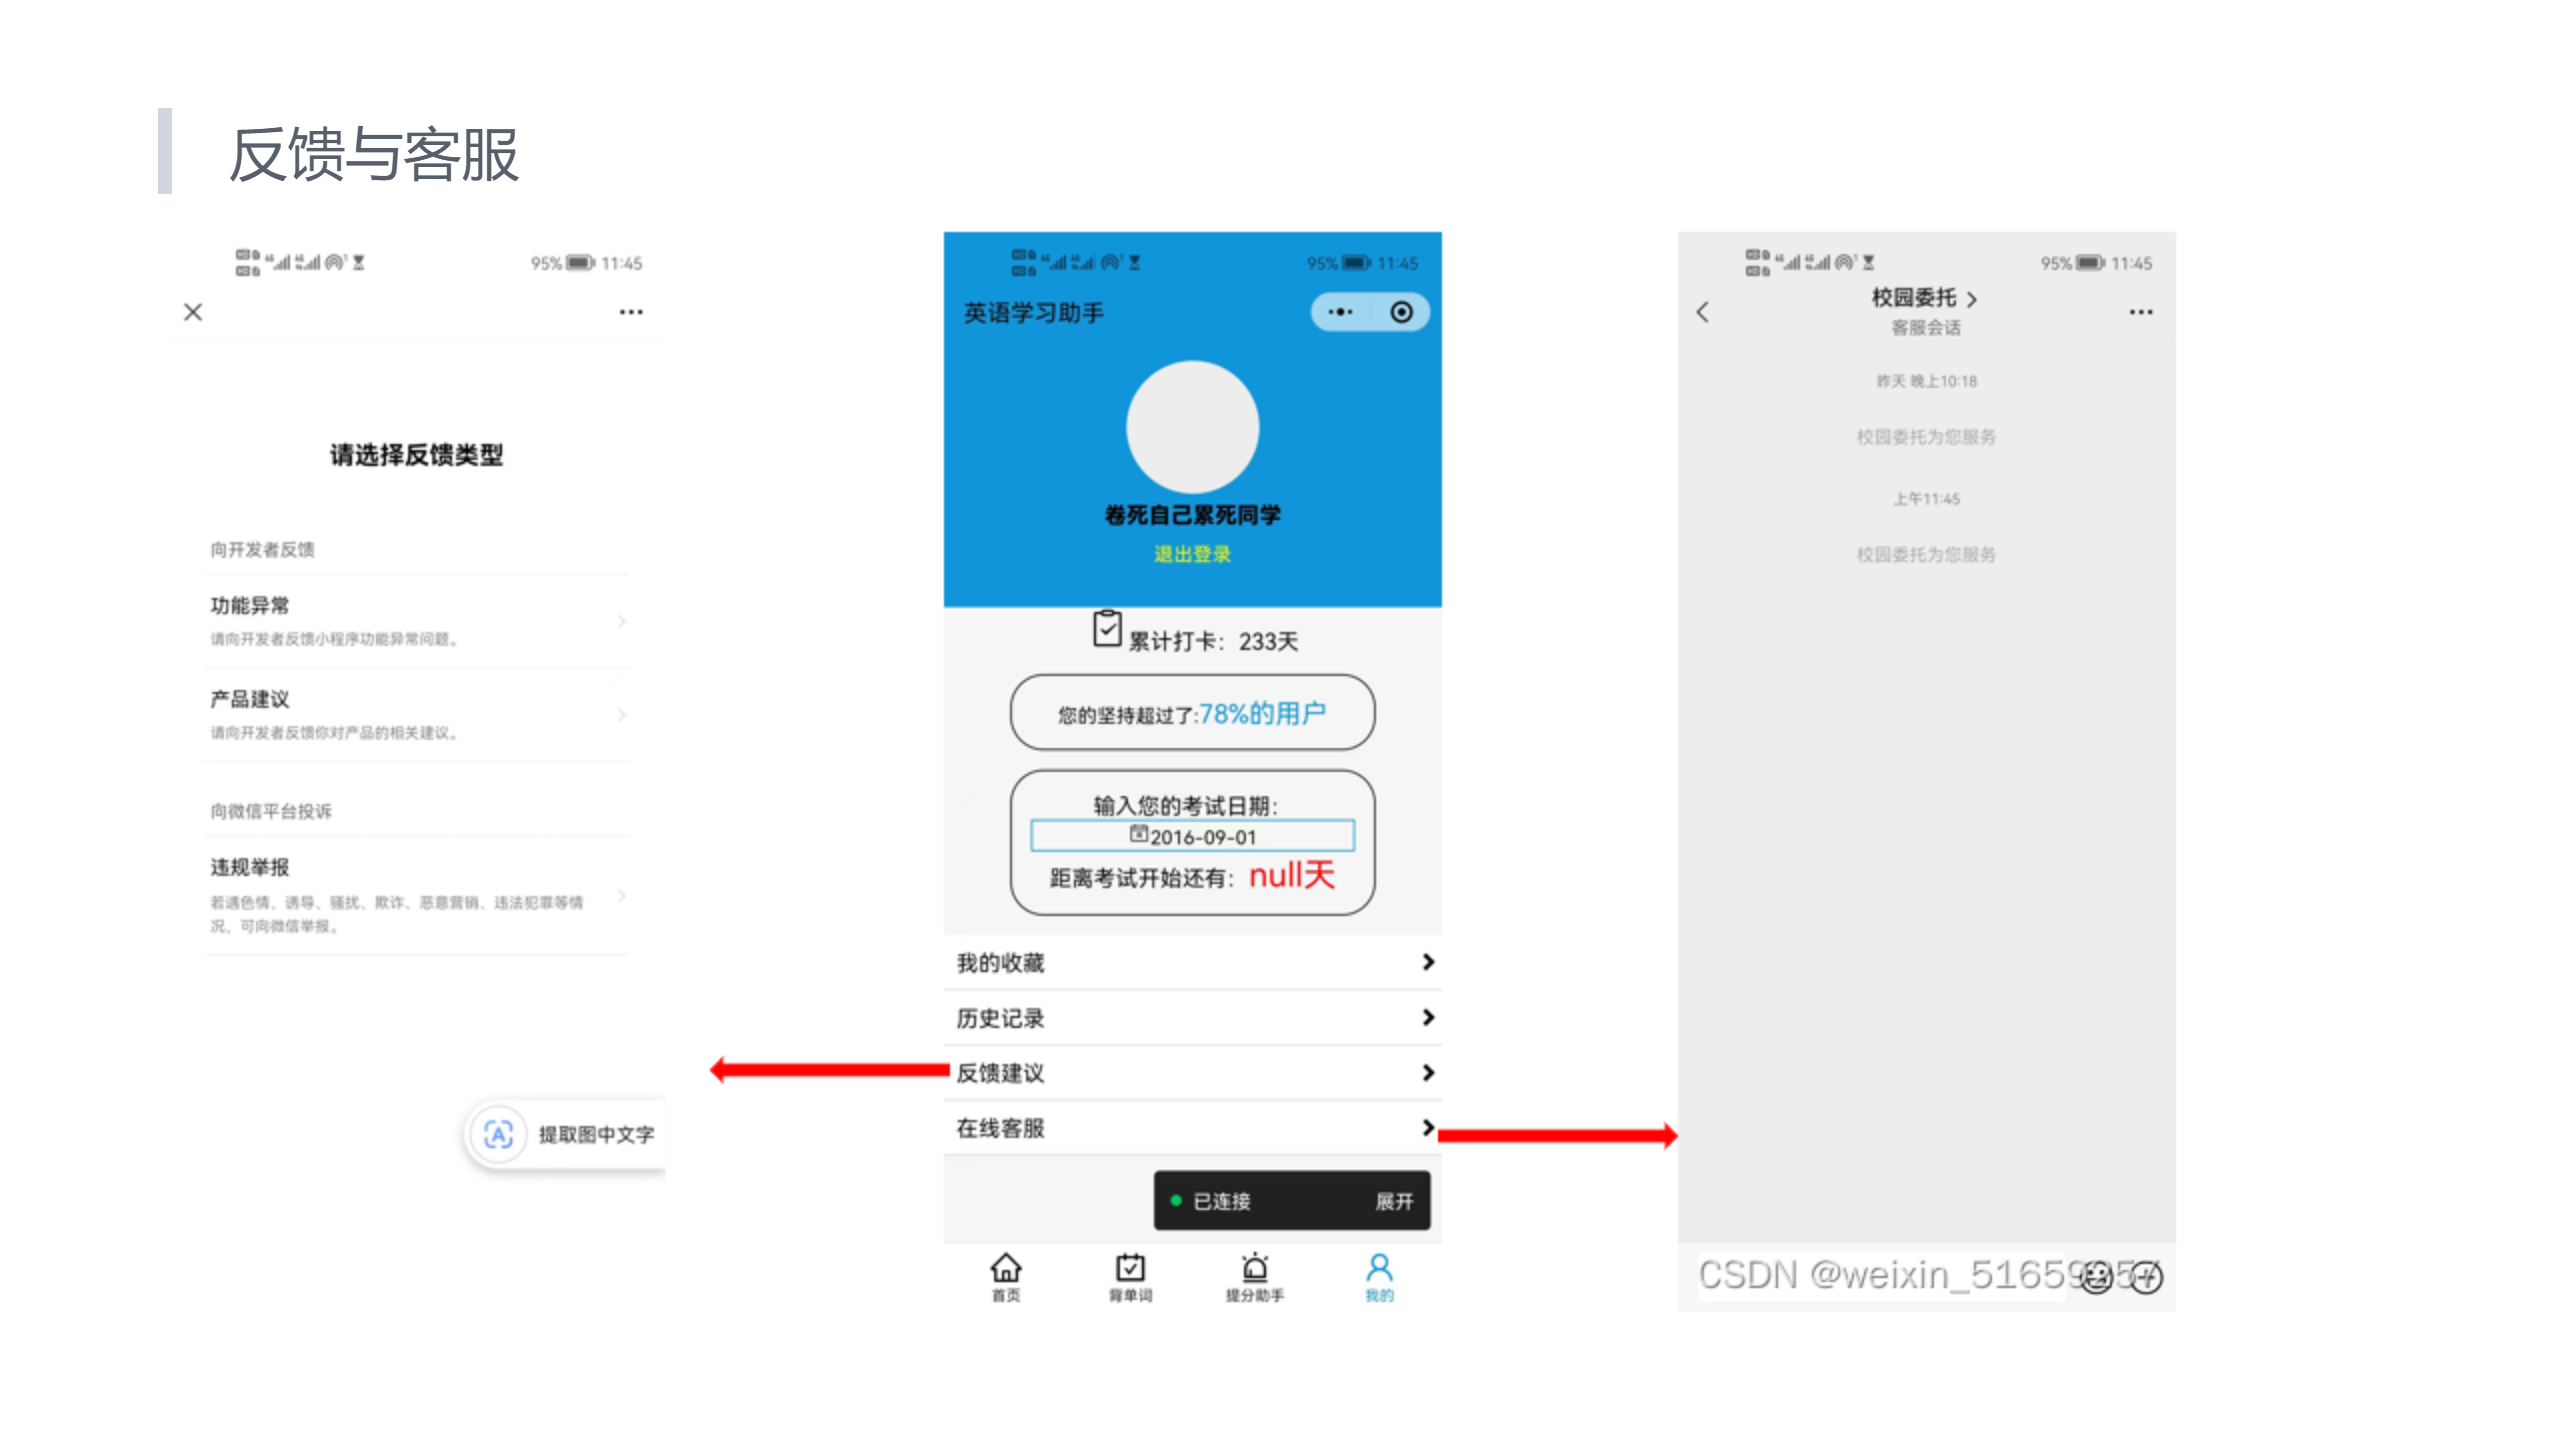 反馈与客服
95% 11:45
请选择反馈类型
向开发者反馈
功能异常
请向开发者反馈小程序功能异常问题。
产品建议
请向开发者反馈你对产品的相关建议。
向微信平台投诉
违规举报
若遇色情、诱导、骚扰、欺诈、恶意营销、违法犯罪等情
况，可向微信举报。
提取图中文字
95% 11:45
英语学习助手
卷死自己累死同学
退出登录
累计打卡：233天
您的坚持超过了:78%的用户
输入您的考试日期：
2016-09-01
距离考试开始还有：null天
我的收藏
历史记录
反馈建议
在线客服
已连接 展开
首页 背单词 提分助手 我的
95% 11:45
校园委托
客服会话
昨天 晚上10:18
校园委托为您服务
上午11:45
校园委托为您服务
CSDN @weixin_51659